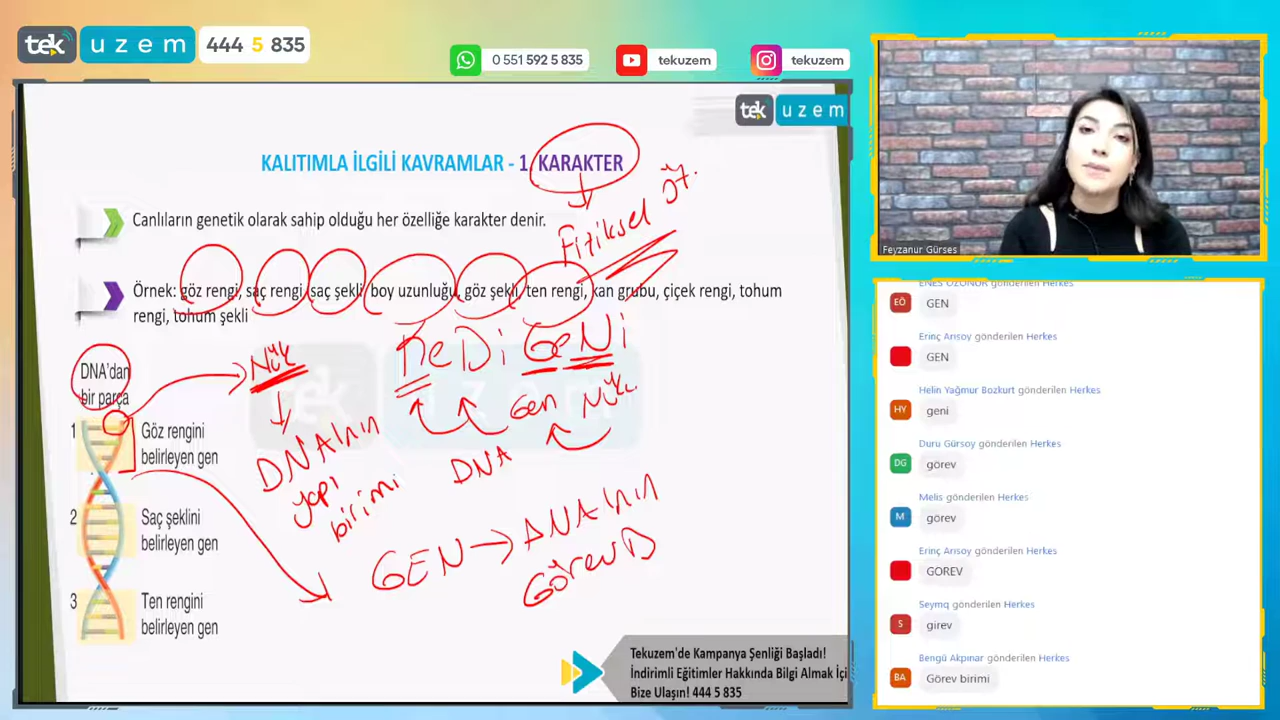 tek uzem 444 5 835
0 551 592 5 835
tekuzem
tekuzem
tek uzem
KALITIMLA İLGİLİ KAVRAMLAR - 1. KARAKTER
Canlıların genetik olarak sahip olduğu her özelliğe karakter denir.
Fiziksel öz.
Örnek: göz rengi, saç rengi, saç şekli, boy uzunluğu, göz şekli, ten rengi, kan grubu, çiçek rengi, tohum
rengi, tohum şekli
DNA'dan
bir parça
Nük
KeDi GeNi
Gen Nük.
DNA
DNA'nın
yapı
birimi
GEN → DNA'nın
Görev B
1 Göz rengini
belirleyen gen
2 Saç şeklini
belirleyen gen
3 Ten rengini
belirleyen gen
Tekuzem'de Kampanya Şenliği Başladı!
İndirimli Eğitimler Hakkında Bilgi Almak İçi
Bize Ulaşın! 444 5 835
Feyzanur Gürses
ENES ÖZONUR gönderilen Herkes
EÖ GEN
Erinç Arısoy gönderilen Herkes
GEN
Helin Yağmur Bozkurt gönderilen Herkes
HY geni
Duru Gürsoy gönderilen Herkes
DG görev
Melis gönderilen Herkes
M görev
Erinç Arısoy gönderilen Herkes
GOREV
Seymq gönderilen Herkes
S girev
Bengü Akpınar gönderilen Herkes
BA Görev birimi